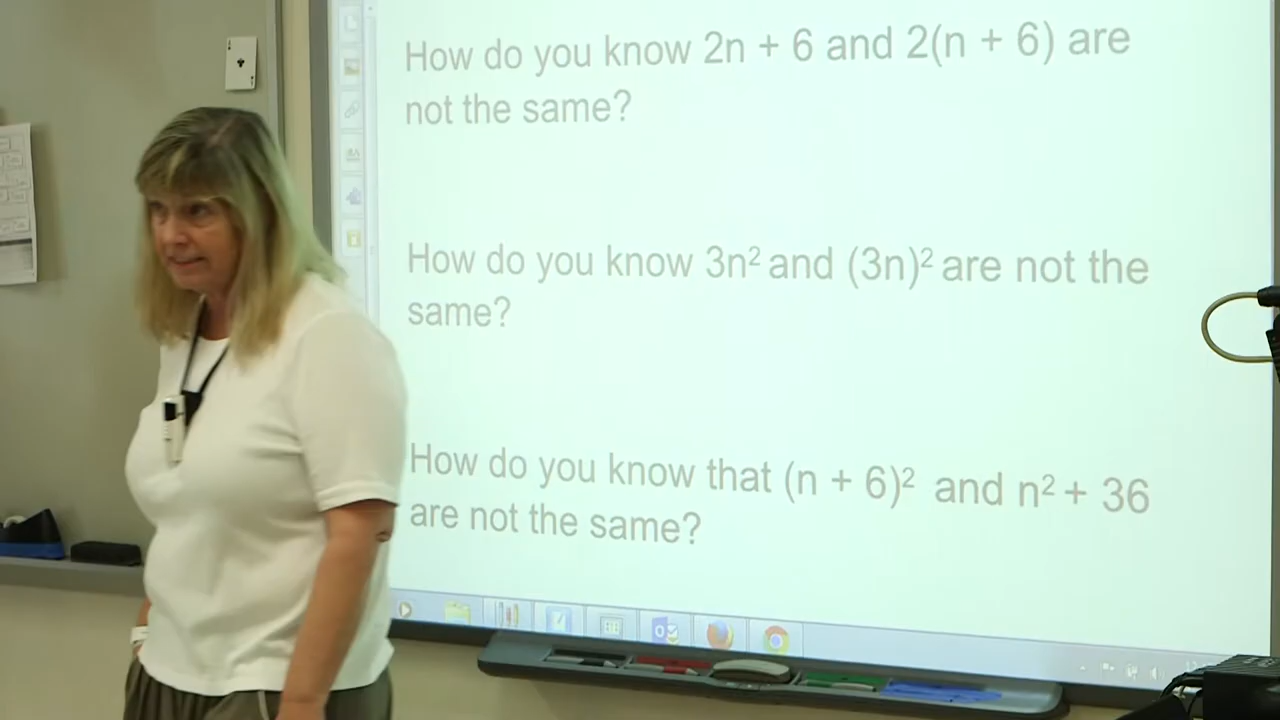 How do you know 2n + 6 and 2(n + 6) are
not the same?
How do you know 3n² and (3n)² are not the
same?
How do you know that (n + 6)² and n² + 36
are not the same?